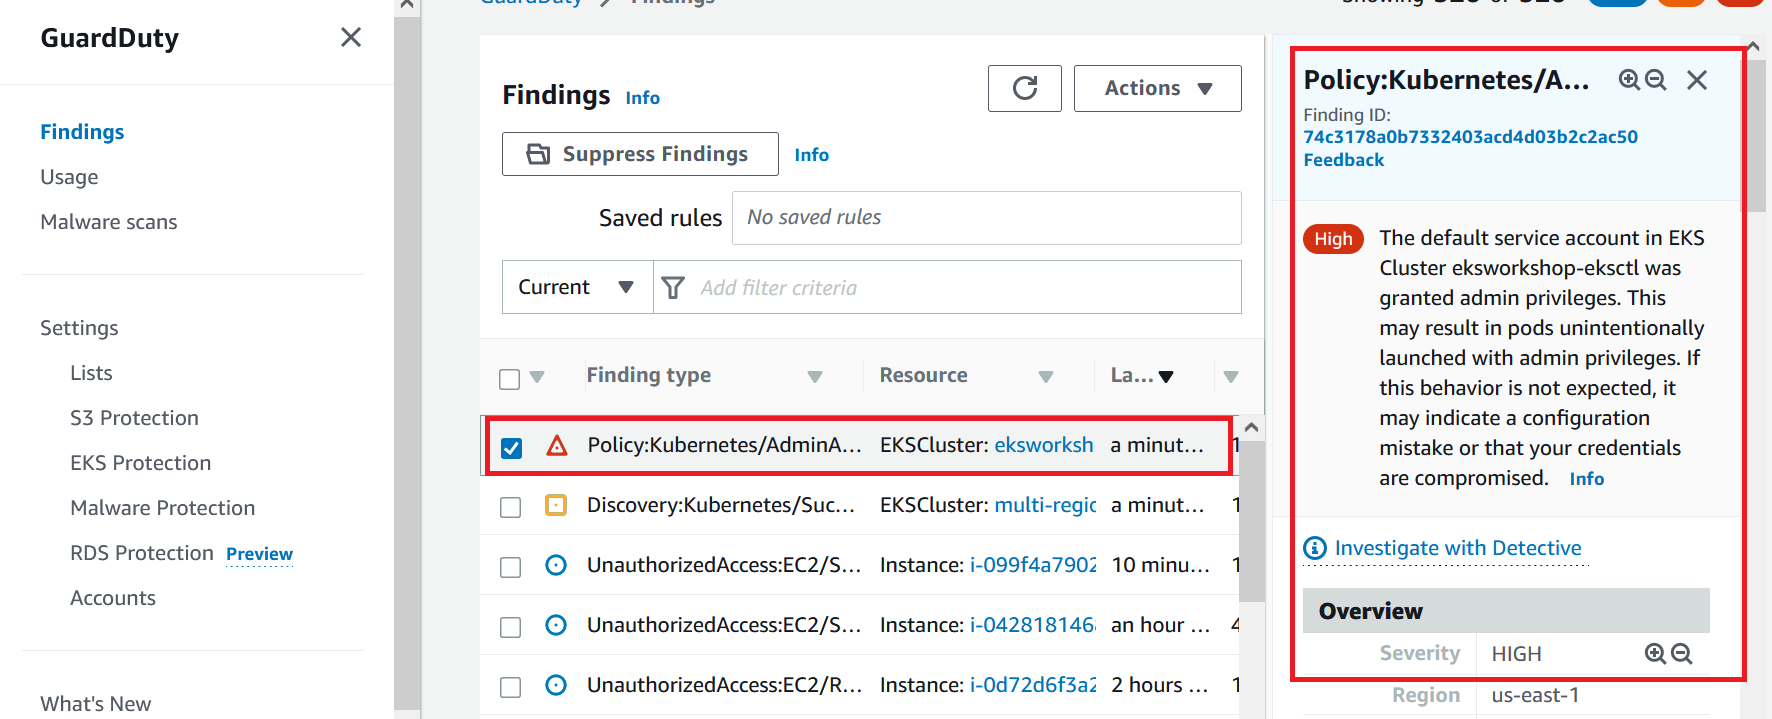 GuardDuty
Findings
Usage
Malware scans
Settings
Lists
S3 Protection
EKS Protection
Malware Protection
RDS Protection Preview
Accounts
What's New
GuardDuty > Findings
Showing 326 of 326
Findings Info
Actions
Suppress Findings Info
Saved rules No saved rules
Current Add filter criteria
Finding type Resource La...
Policy:Kubernetes/AdminA... EKSCluster: eksworksh a minut... 1
Discovery:Kubernetes/Suc... EKSCluster: multi-regic a minut... 1
UnauthorizedAccess:EC2/S... Instance: i-099f4a7902 10 minu... 1
UnauthorizedAccess:EC2/S... Instance: i-042818146 an hour ... 4
UnauthorizedAccess:EC2/R... Instance: i-0d72d6f3a2 2 hours ... 1
Policy:Kubernetes/A...
Finding ID:
74c3178a0b7332403acd4d03b2c2ac50
Feedback
High The default service account in EKS
Cluster eksworkshop-eksctl was
granted admin privileges. This
may result in pods unintentionally
launched with admin privileges. If
this behavior is not expected, it
may indicate a configuration
mistake or that your credentials
are compromised. Info
Investigate with Detective
Overview
Severity HIGH
Region us-east-1